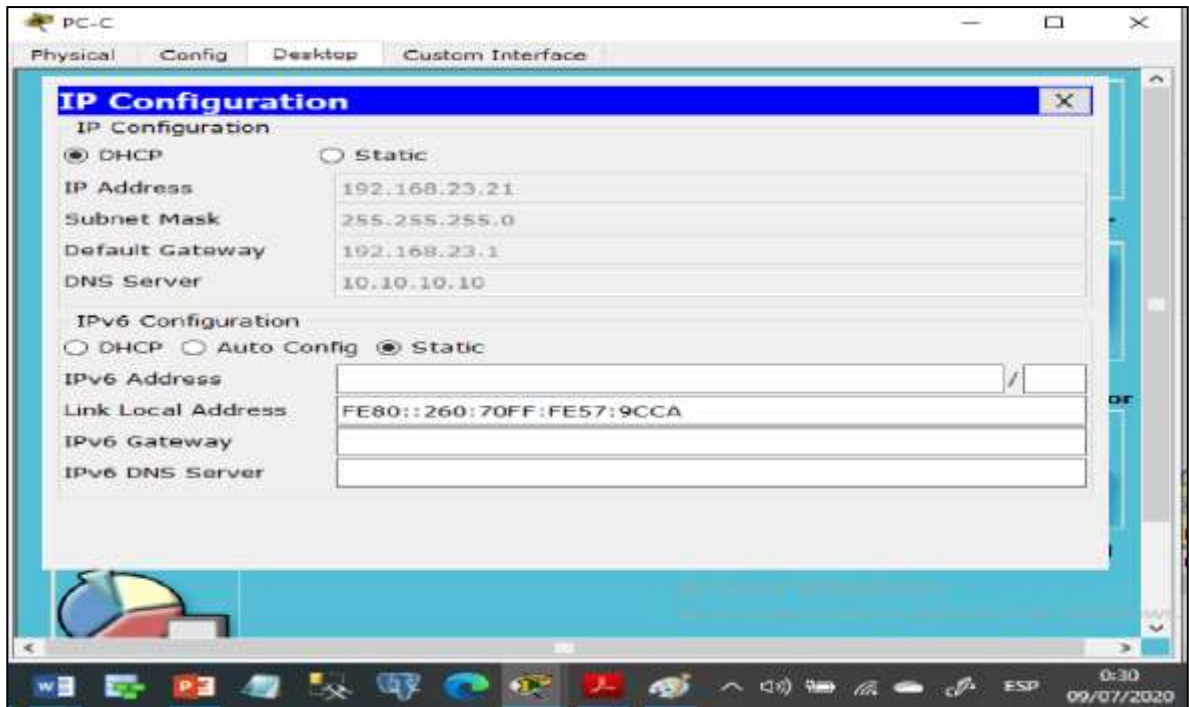 PC-C
Physical Config Desktop Custom Interface
IP Configuration X
IP Configuration
DHCP Static
IP Address 192.168.23.21
Subnet Mask 255.255.255.0
Default Gateway 192.168.23.1
DNS Server 10.10.10.10
IPv6 Configuration
DHCP Auto Config Static
IPv6 Address /
Link Local Address FE80::260:70FF:FE57:9CCA
IPv6 Gateway
IPv6 DNS Server
or
ESP 0:30
09/07/2020